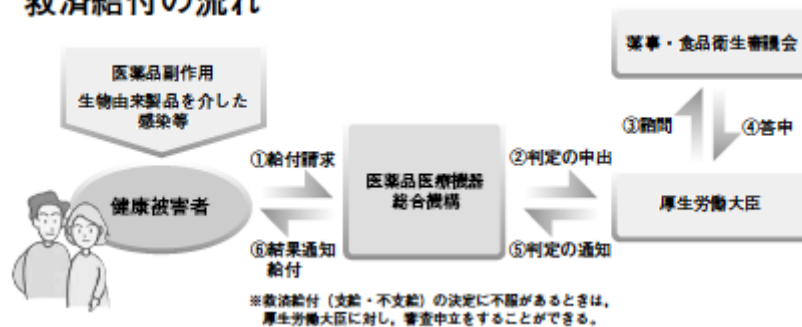 救済給付の流れ
薬事・食品衛生審議会
医薬品副作用
生物由来製品を介した
感染等
③諮問
④答申
①給付請求
②判定の申出
健康被害者
医薬品医療機器
総合機構
厚生労働大臣
⑥結果通知
給付
⑤判定の通知
※救済給付（支給・不支給）の決定に不服があるときは，
厚生労働大臣に対し，審査申立をすることができる。